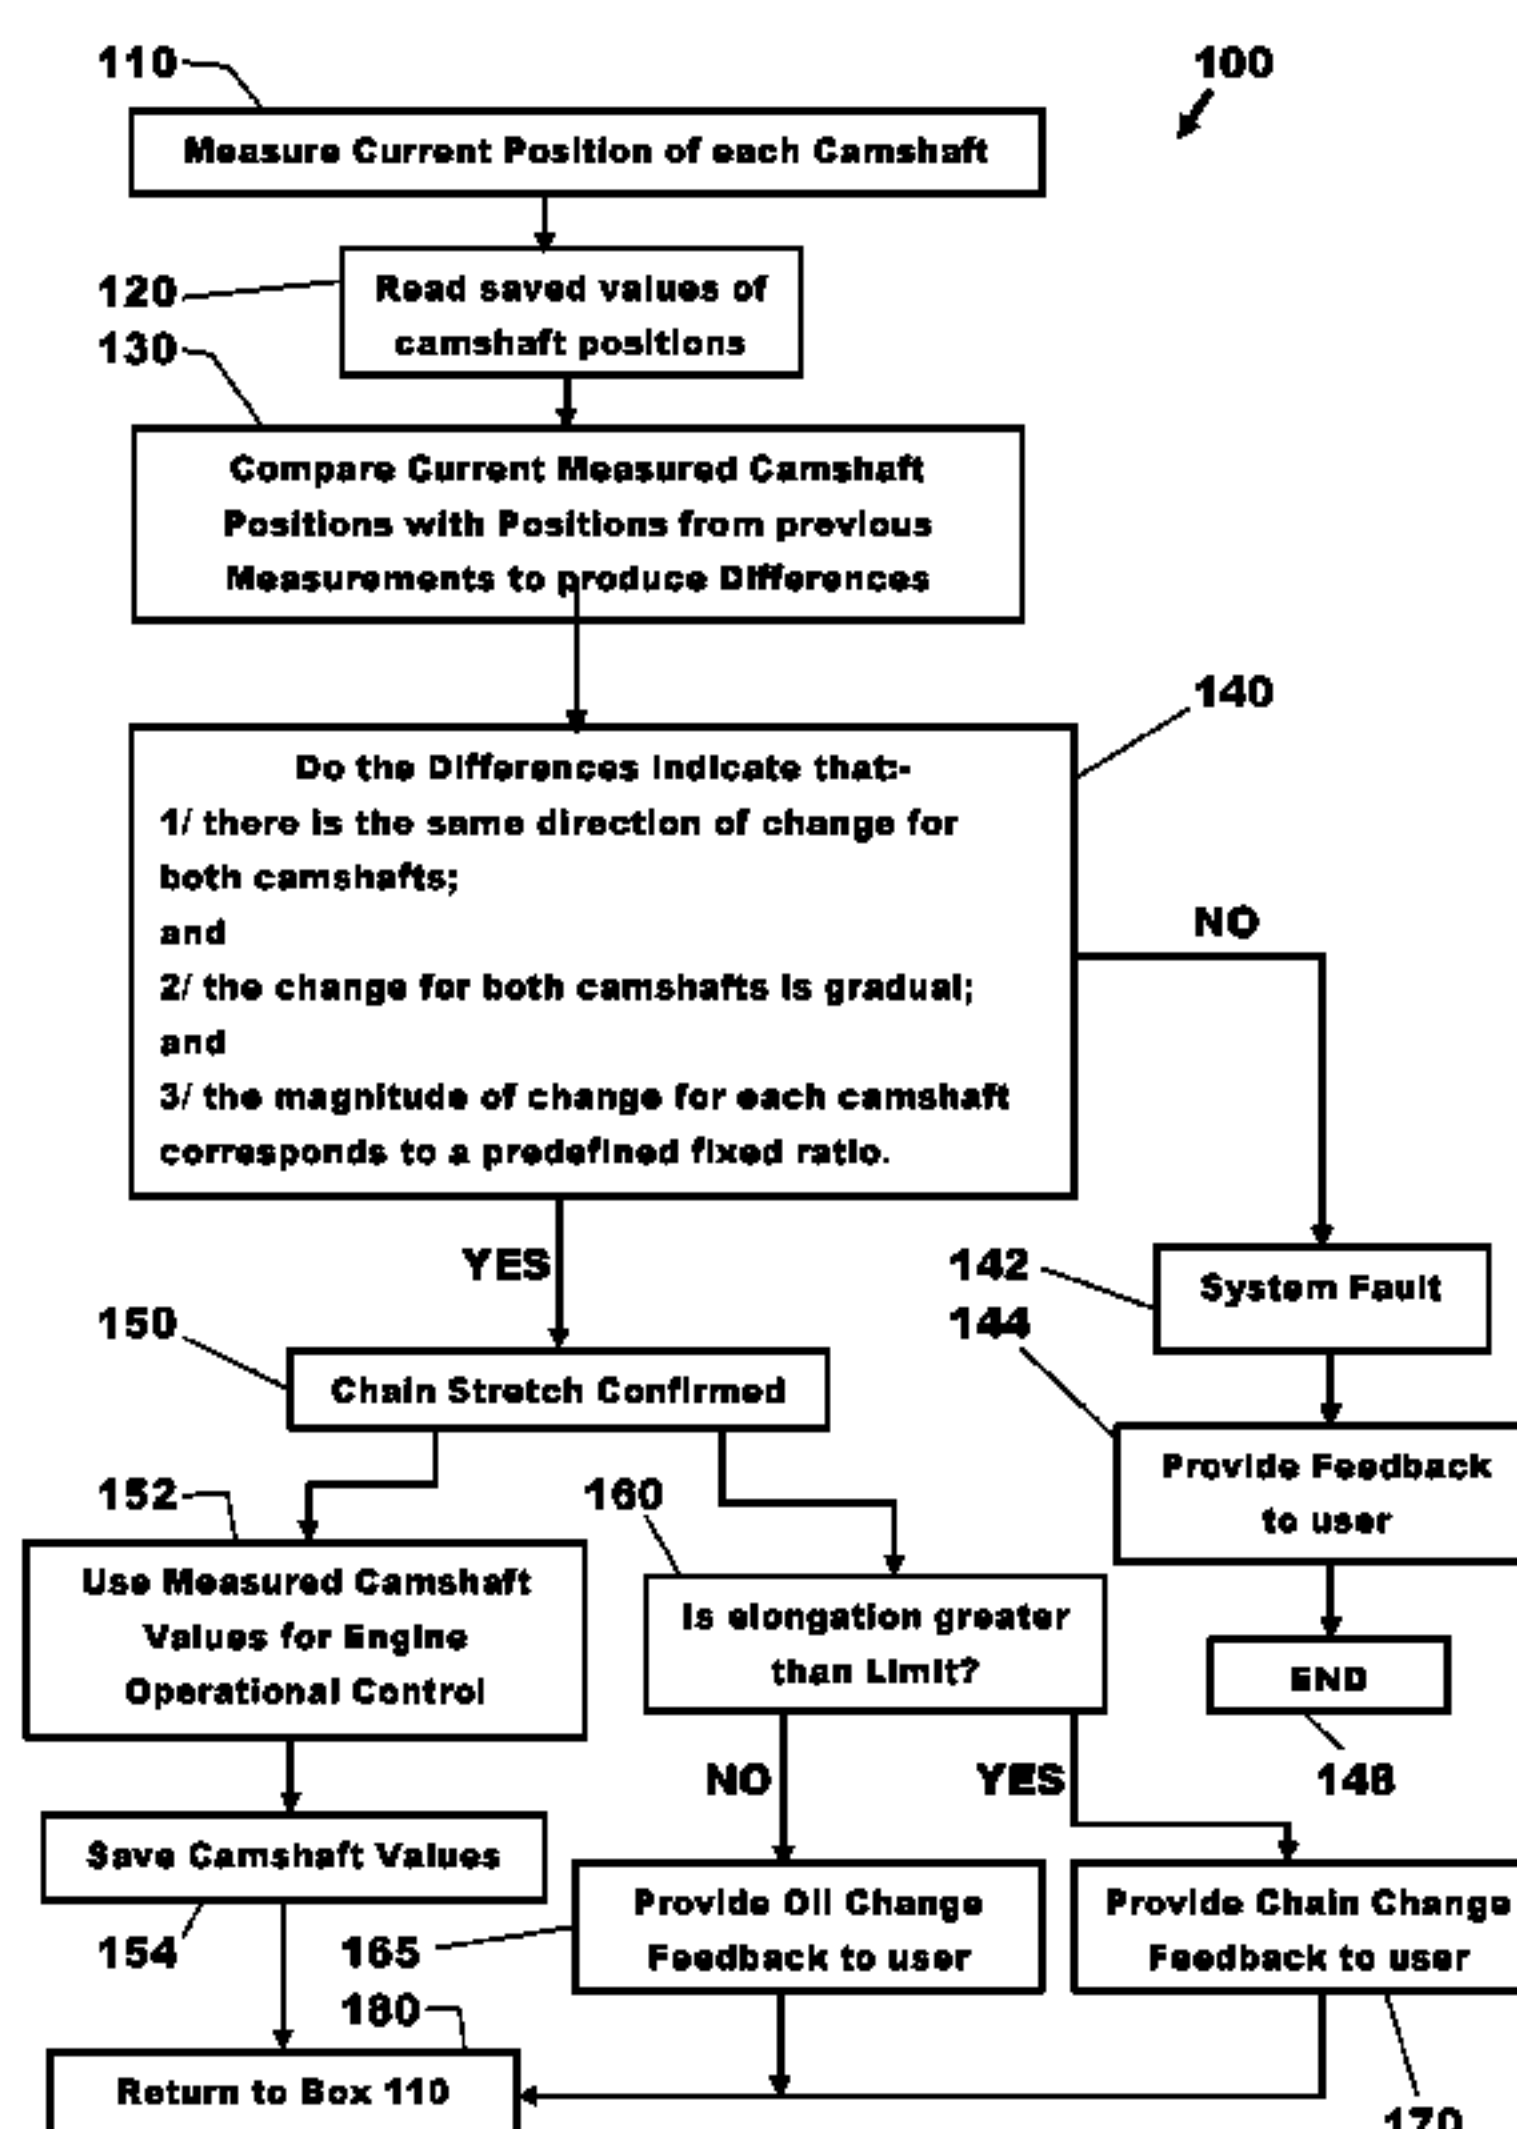 110
100
Measure Current Position of each Camshaft
120
Read saved values of
camshaft positions
130
Compare Current Measured Camshaft
Positions with Positions from previous
Measurements to produce Differences
140
Do the Differences indicate that:-
1/ there is the same direction of change for
both camshafts;
and
2/ the change for both camshafts is gradual;
and
3/ the magnitude of change for each camshaft
corresponds to a predefined fixed ratio.
NO
YES
142
System Fault
144
150
Chain Stretch Confirmed
Provide Feedback
to user
152
160
Use Measured Camshaft
Values for Engine
Operational Control
Is elongation greater
than Limit?
END
148
NO
YES
Save Camshaft Values
154
165
Provide Oil Change
Feedback to user
Provide Chain Change
Feedback to user
180
Return to Box 110
170